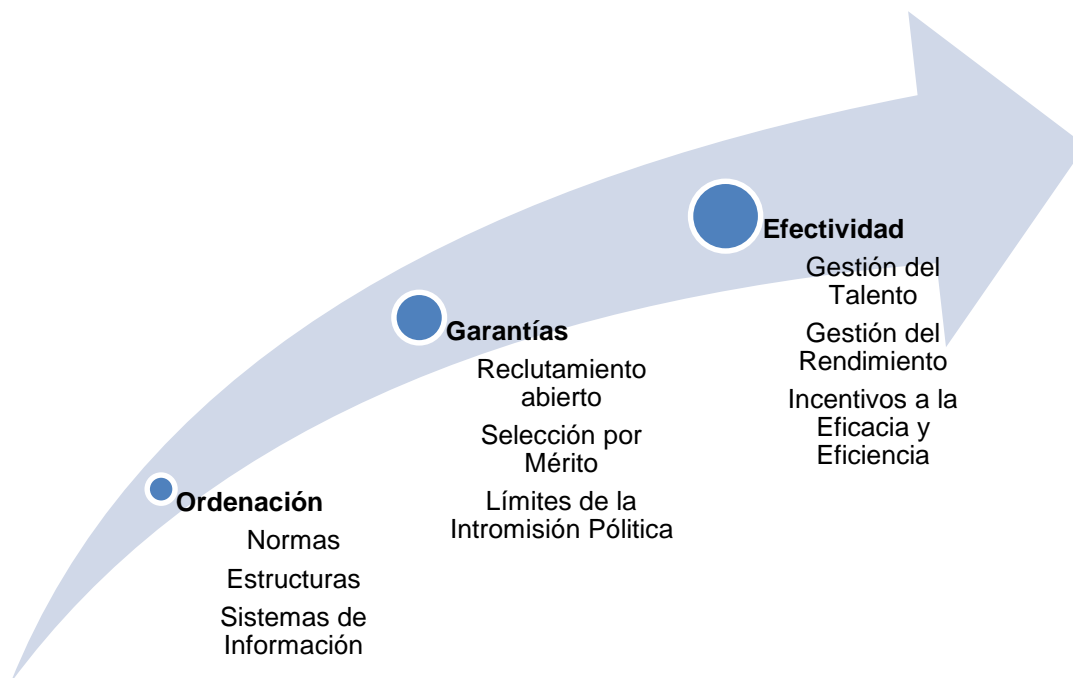 Efectividad
Gestión del
Talento
Gestión del
Rendimiento
Incentivos a la
Eficacia y
Eficiencia
Garantías
Reclutamiento
abierto
Selección por
Mérito
Límites de la
Intromisión Pólitica
Ordenación
Normas
Estructuras
Sistemas de
Información